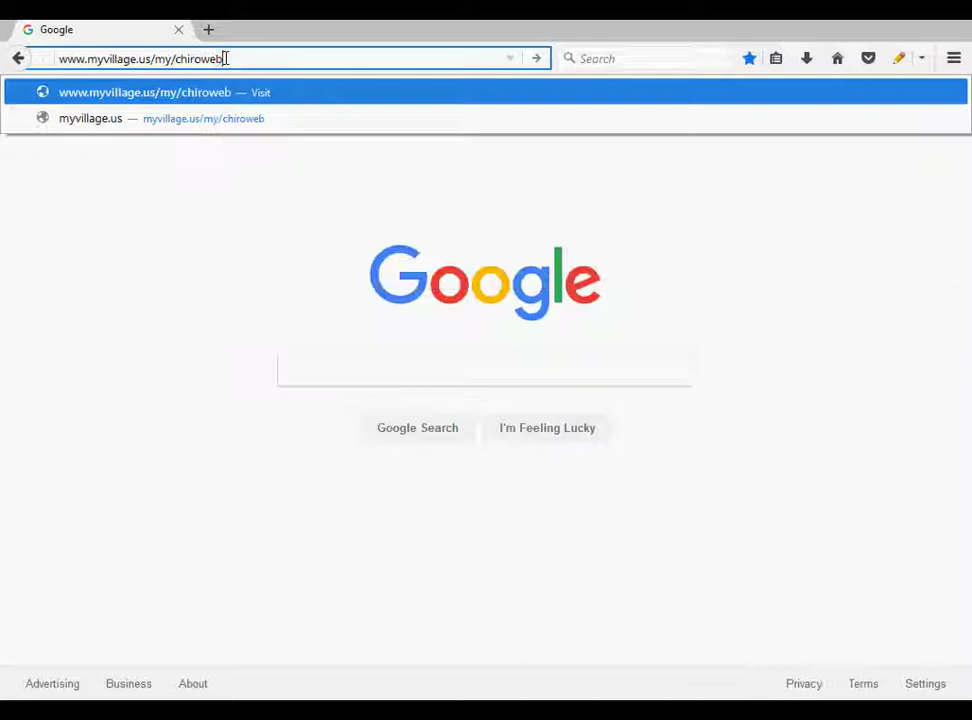 Google
www.myvillage.us/my/chiroweb
Search
www.myvillage.us/my/chiroweb — Visit
myvillage.us — myvillage.us/my/chiroweb
Google
Google Search
I'm Feeling Lucky
Advertising
Business
About
Privacy
Terms
Settings